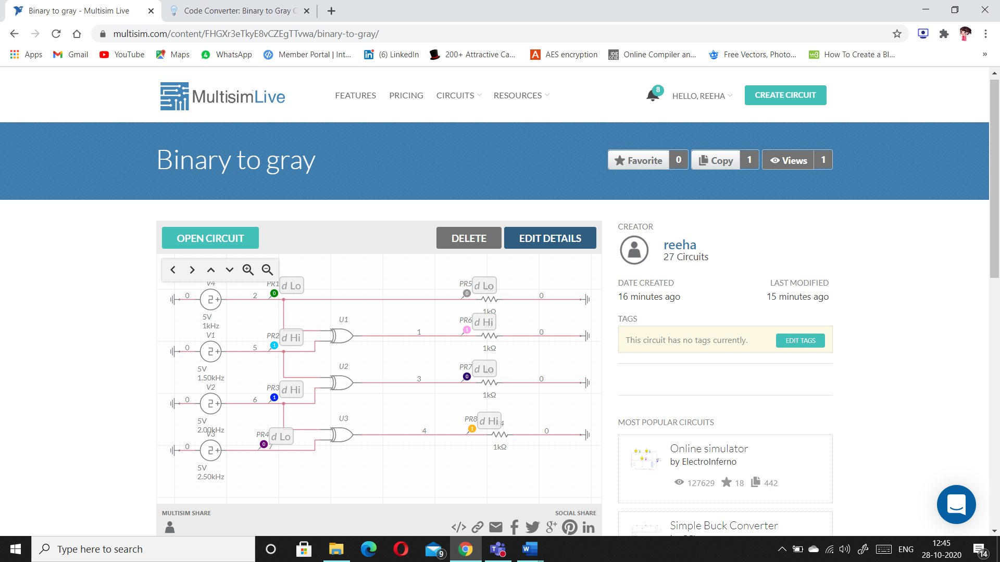 Binary to gray - Multisim Live
Code Converter: Binary to Gray C
multisim.com/content/FHGXr3eTkyE8vCZEgTTvwa/binary-to-gray/
Apps Gmail YouTube Maps WhatsApp Member Portal | Int... (6) LinkedIn 200+ Attractive Ca... AES encryption Online Compiler an... Free Vectors, Photo... How To Create a Bl... »
MultisimLive
FEATURES PRICING CIRCUITS RESOURCES
8
HELLO, REEHA
CREATE CIRCUIT
Binary to gray
Favorite 0 Copy 1 Views 1
OPEN CIRCUIT
DELETE
EDIT DETAILS
V4 PR1 d Lo PR5 d Lo
0 2 0 0 0
5V
1kHz
1kΩ
U1 PR6 d Hi
V1 PR2 d Hi 1 1 0
0 5 1
1kΩ
5V
1.50kHz
U2 PR7 d Lo
V2 PR3 d Hi 3 0 0
0 6 1
1kΩ
5V
2.00kHz
U3 PR8 d Hi
V3 PR4 d Lo 4 1 0
0 0 7
1kΩ
5V
2.50kHz
MULTISIM SHARE
SOCIAL SHARE
CREATOR
reeha
27 Circuits
DATE CREATED
16 minutes ago
LAST MODIFIED
15 minutes ago
TAGS
This circuit has no tags currently.
EDIT TAGS
MOST POPULAR CIRCUITS
Online simulator
by ElectroInferno
127629 18 442
Simple Buck Converter
Type here to search
9
ENG
12:45
28-10-2020
14